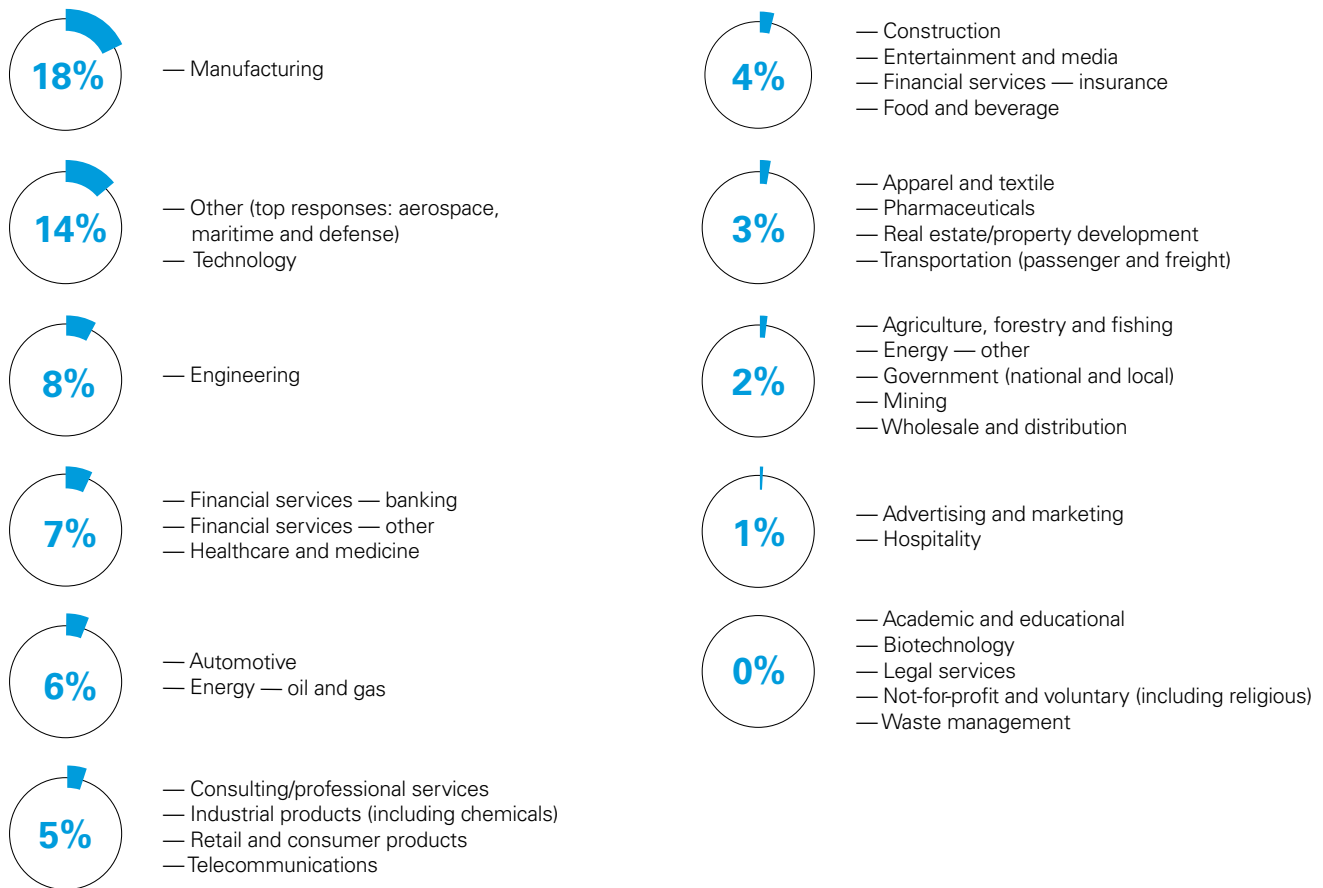 18%
— Manufacturing
14%
— Other (top responses: aerospace,
maritime and defense)
— Technology
8%
— Engineering
7%
— Financial services — banking
— Financial services — other
— Healthcare and medicine
6%
— Automotive
— Energy — oil and gas
5%
— Consulting/professional services
— Industrial products (including chemicals)
— Retail and consumer products
— Telecommunications
4%
— Construction
— Entertainment and media
— Financial services — insurance
— Food and beverage
3%
— Apparel and textile
— Pharmaceuticals
— Real estate/property development
— Transportation (passenger and freight)
2%
— Agriculture, forestry and fishing
— Energy — other
— Government (national and local)
— Mining
— Wholesale and distribution
1%
— Advertising and marketing
— Hospitality
0%
— Academic and educational
— Biotechnology
— Legal services
— Not-for-profit and voluntary (including religious)
— Waste management